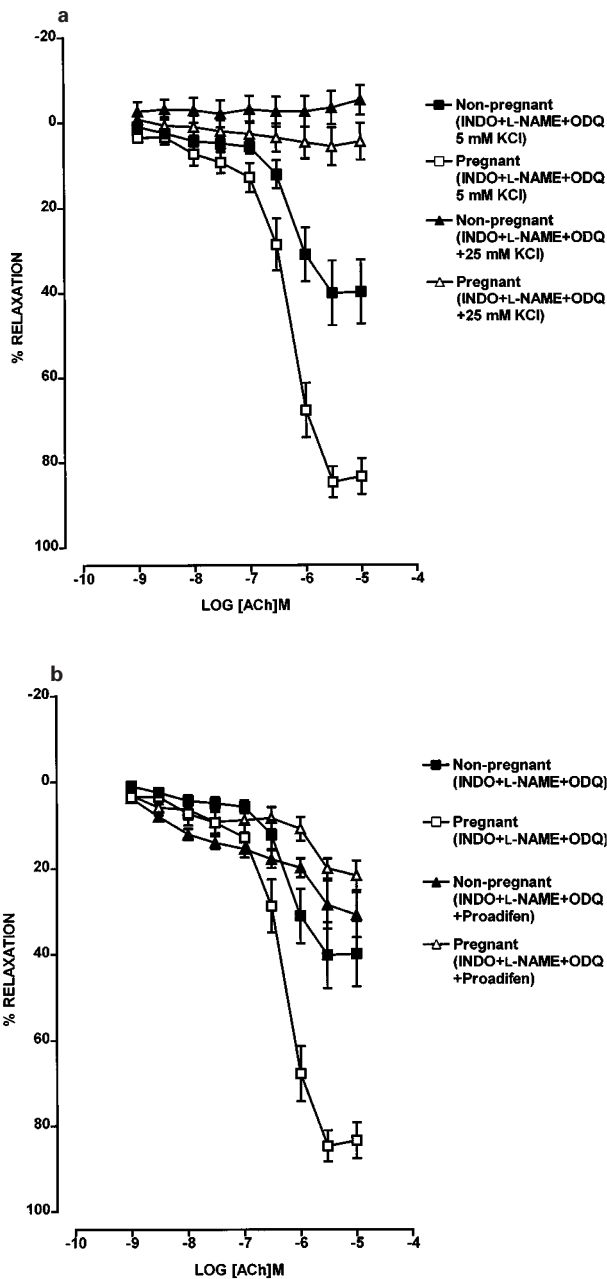 a
-20
0
20
40
60
80
100
% RELAXATION
-10 -9 -8 -7 -6 -5 -4
LOG [ACh]M
Non-pregnant
(INDO+L-NAME+ODQ
5 mM KCl)
Pregnant
(INDO+L-NAME+ODQ
5 mM KCl)
Non-pregnant
(INDO+L-NAME+ODQ
+25 mM KCl)
Pregnant
(INDO+L-NAME+ODQ
+25 mM KCl)
b
-20
0
20
40
60
80
100
% RELAXATION
-10 -9 -8 -7 -6 -5 -4
LOG [ACh]M
Non-pregnant
(INDO+L-NAME+ODQ)
Pregnant
(INDO+L-NAME+ODQ)
Non-pregnant
(INDO+L-NAME+ODQ
+Proadifen)
Pregnant
(INDO+L-NAME+ODQ
+Proadifen)